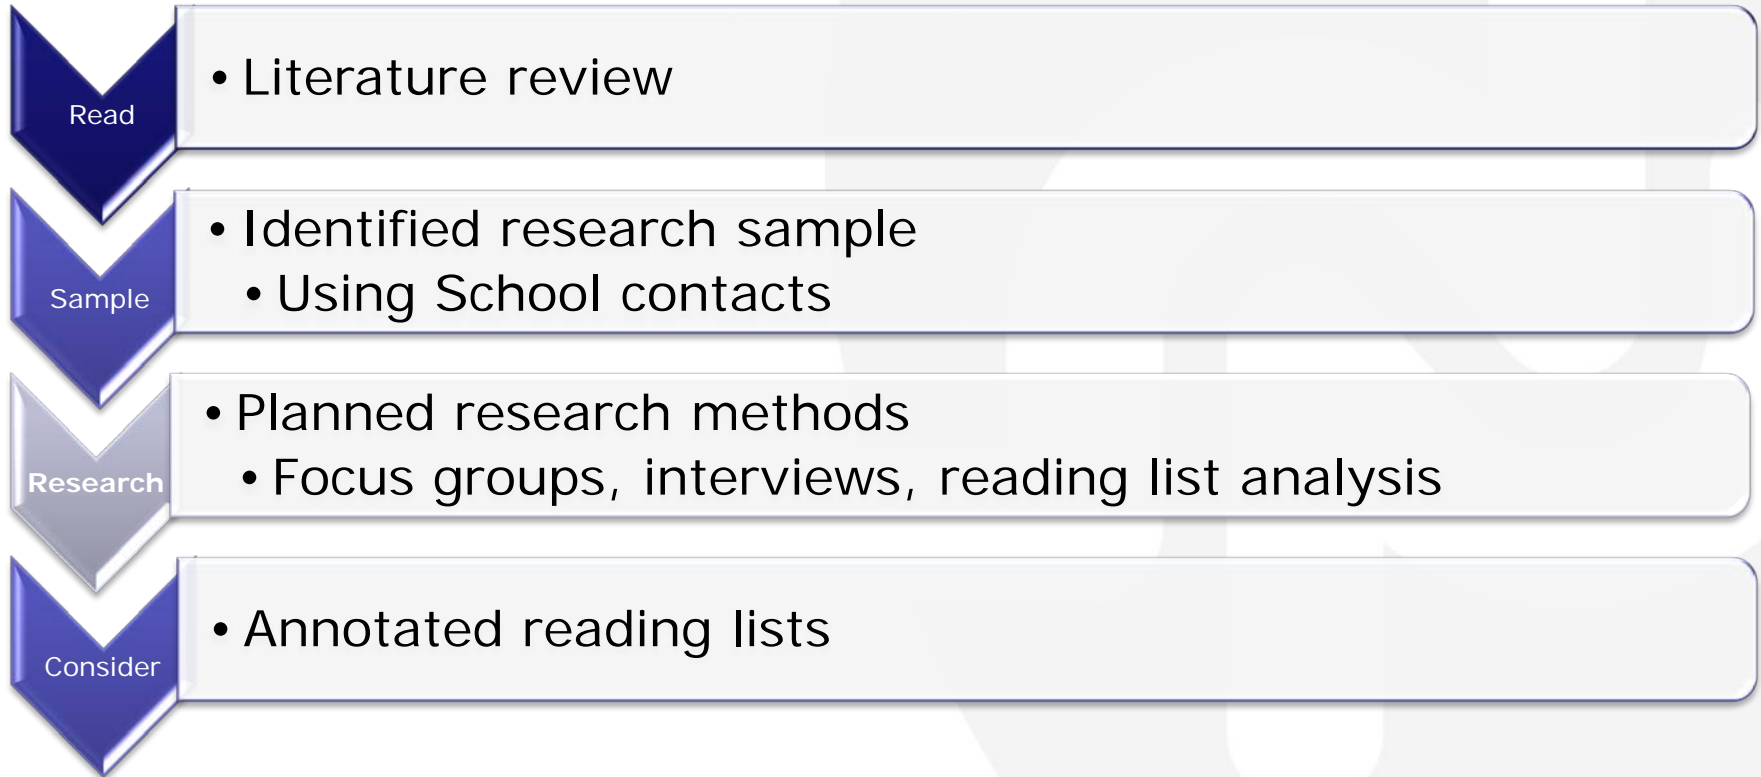 Read
• Literature review
Sample
• Identified research sample
• Using School contacts
Research
• Planned research methods
• Focus groups, interviews, reading list analysis
Consider
• Annotated reading lists